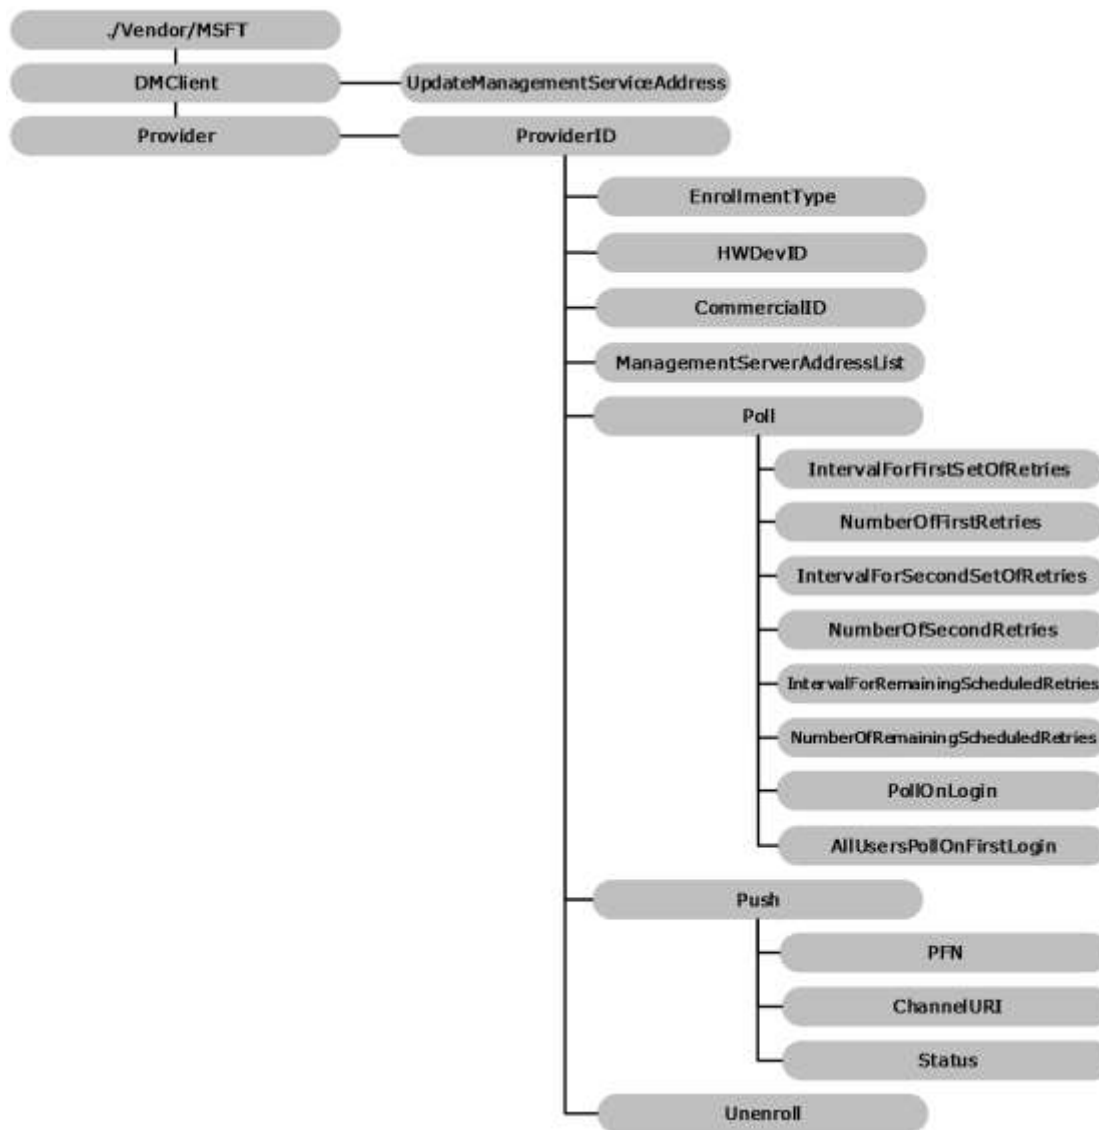 ./Vendor/MSFT
DMClient
UpdateManagementServiceAddress
Provider
ProviderID
EnrollmentType
HWDevID
CommercialID
ManagementServerAddressList
Poll
IntervalForFirstSetOfRetries
NumberOfFirstRetries
IntervalForSecondSetOfRetries
NumberOfSecondRetries
IntervalForRemainingScheduledRetries
NumberOfRemainingScheduledRetries
PollOnLogin
AllUsersPollOnFirstLogin
Push
PFN
ChannelURI
Status
Unenroll